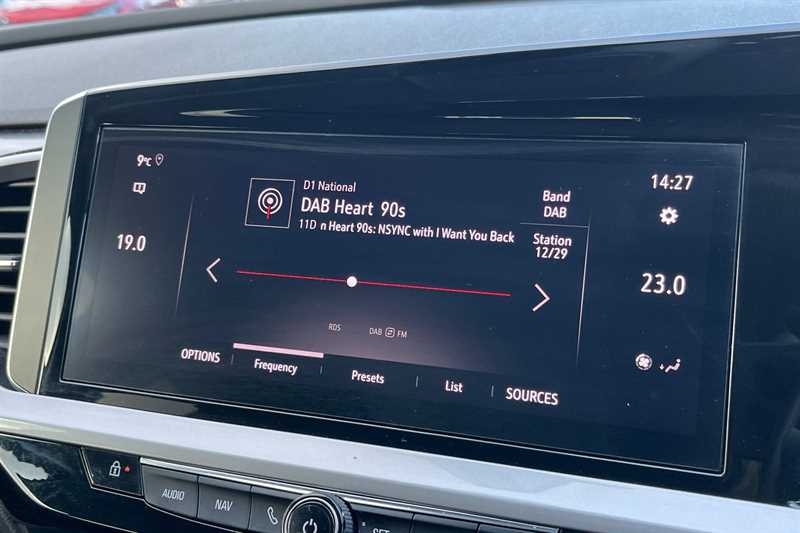 9°C
14:27
D1 National
DAB Heart 90s
11D n Heart 90s: NSYNC with I Want You Back
Band
DAB
Station
12/29
19.0
23.0
RDS
DAB FM
OPTIONS
Frequency
Presets
List
SOURCES
AUDIO
NAV
SET